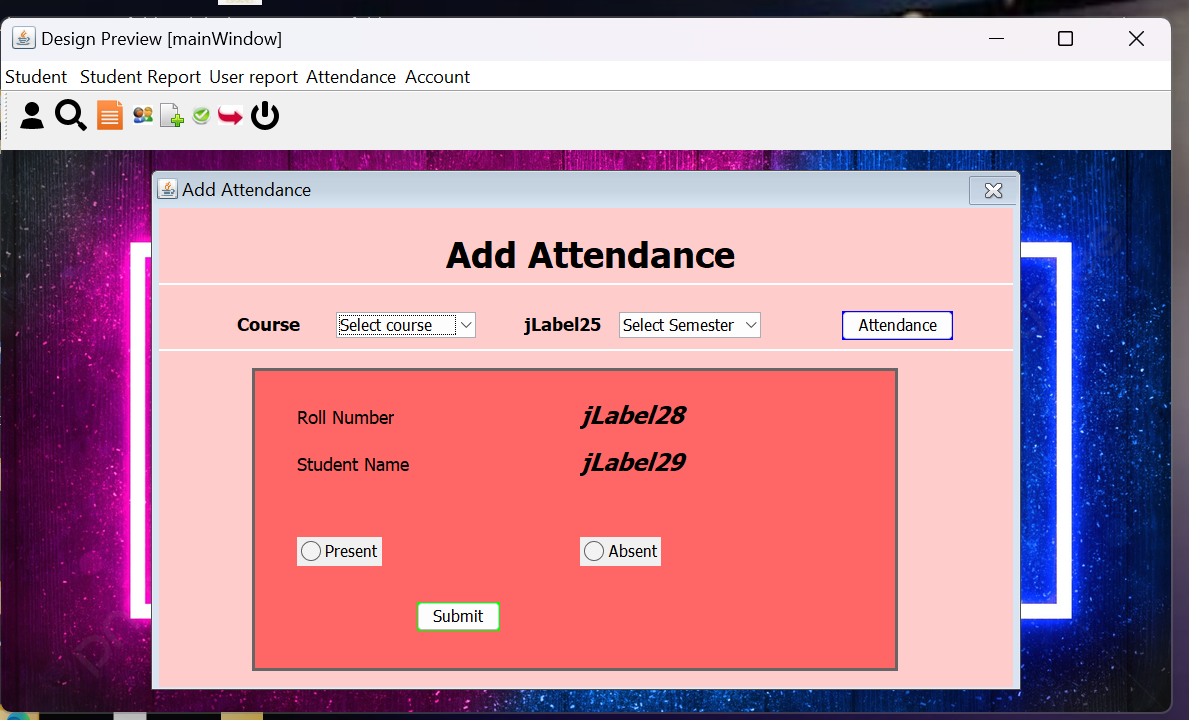 Design Preview [mainWindow]
Student Student Report User report Attendance Account
Add Attendance
Add Attendance
Course Select course jLabel25 Select Semester Attendance
Roll Number jLabel28
Student Name jLabel29
Present Absent
Submit